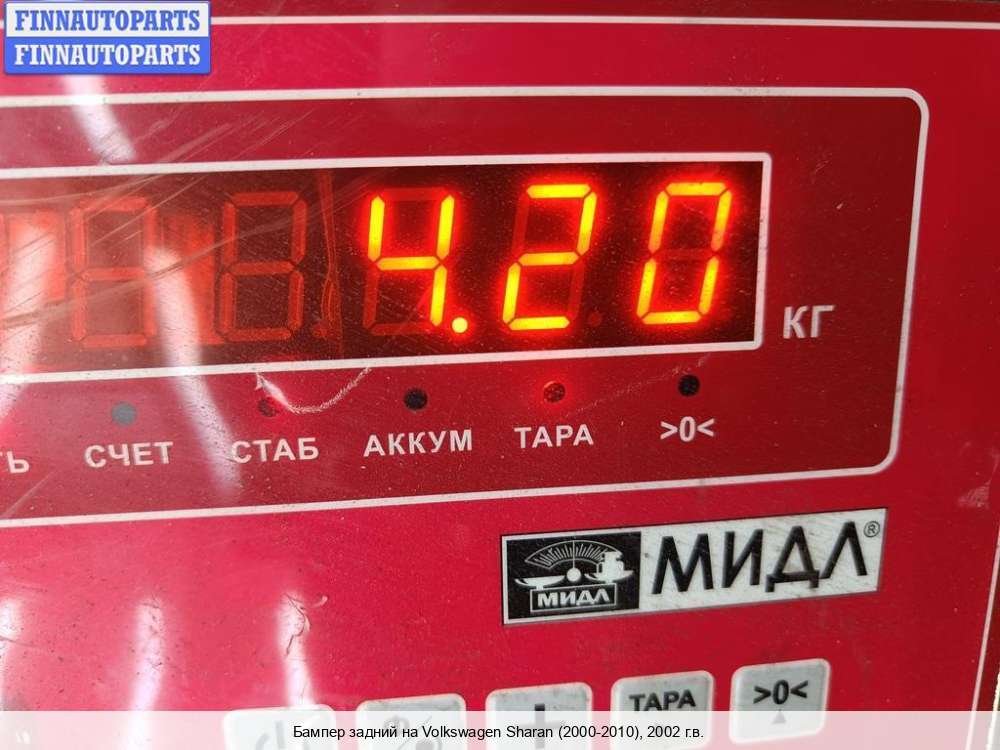 FINNAUTOPARTS
FINNAUTOPARTS
4.20
КГ
СЧЕТ СТАБ АККУМ ТАРА >0<
МИДЛ
МИДЛ®
ТАРА >0<
Бампер задний на Volkswagen Sharan (2000-2010), 2002 г.в.